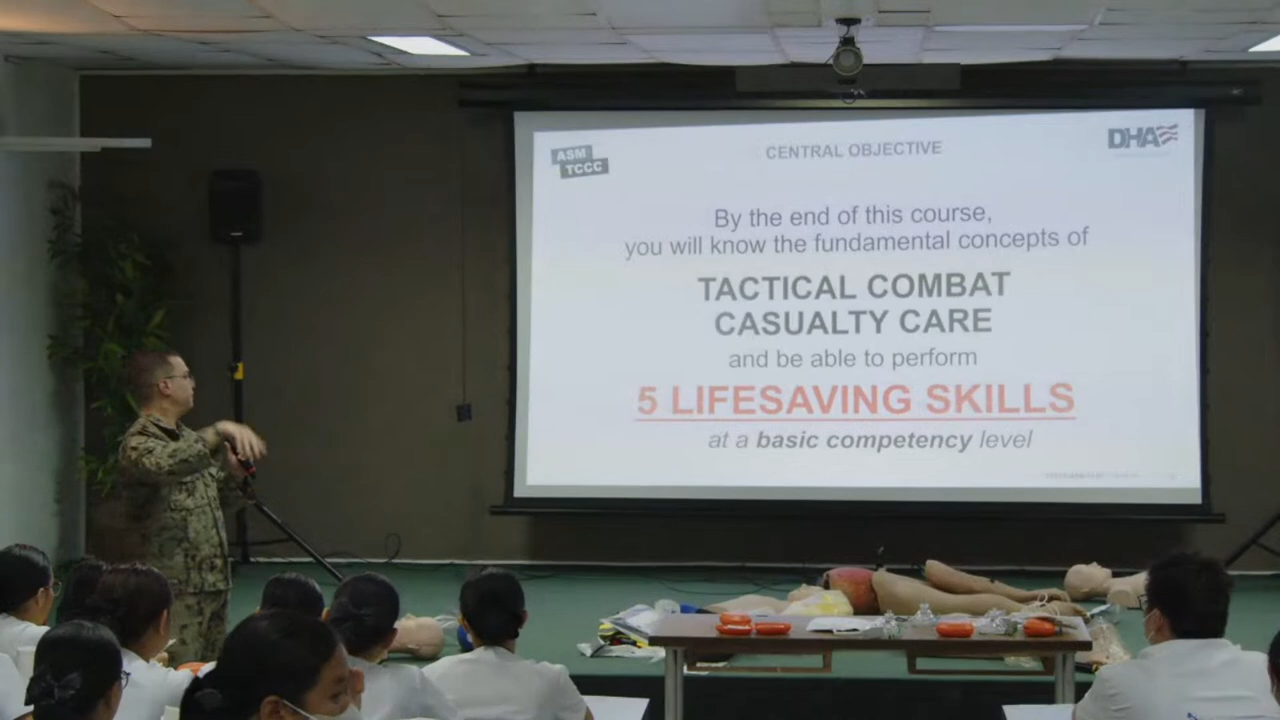 ASM
TCCC
CENTRAL OBJECTIVE
DHA
By the end of this course,
you will know the fundamental concepts of
TACTICAL COMBAT
CASUALTY CARE
and be able to perform
5 LIFESAVING SKILLS
at a basic competency level